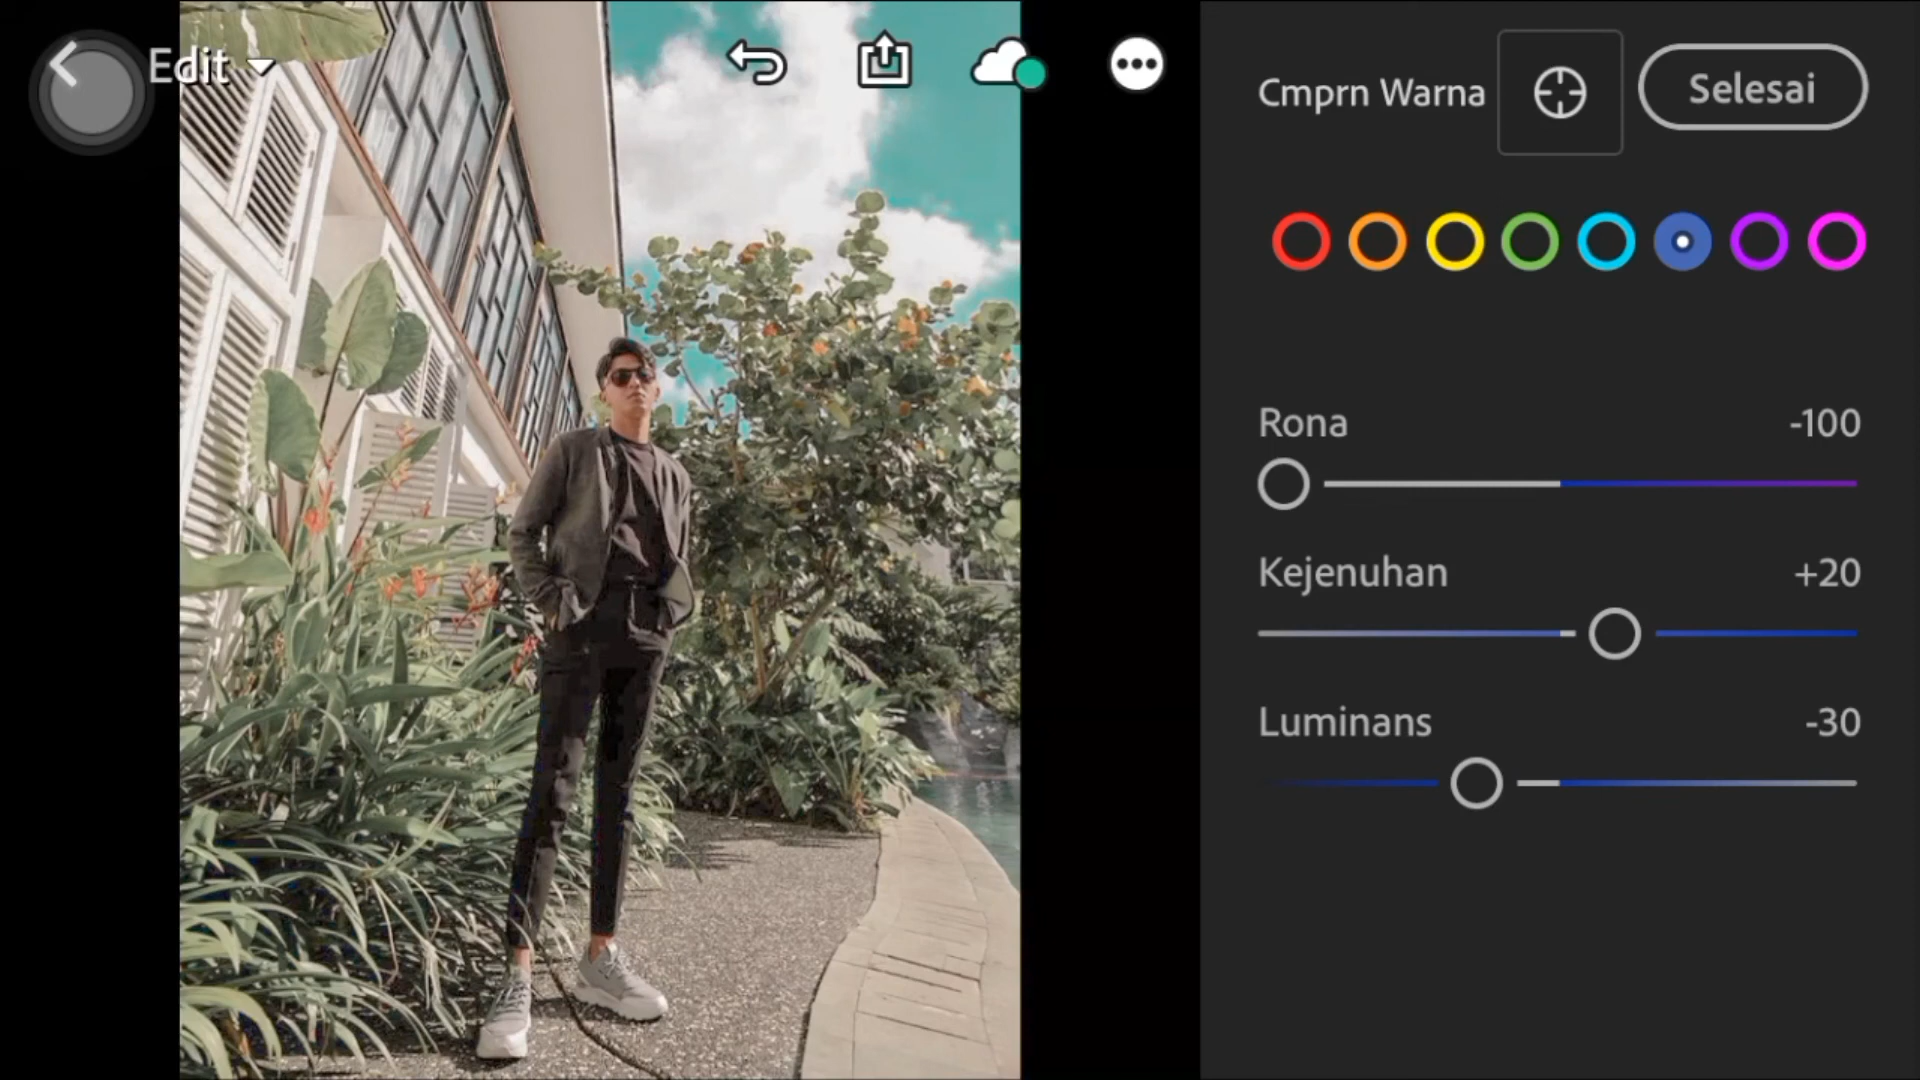 Edit
Cmprn Warna
Selesai
Rona -100
Kejenuhan +20
Luminans -30